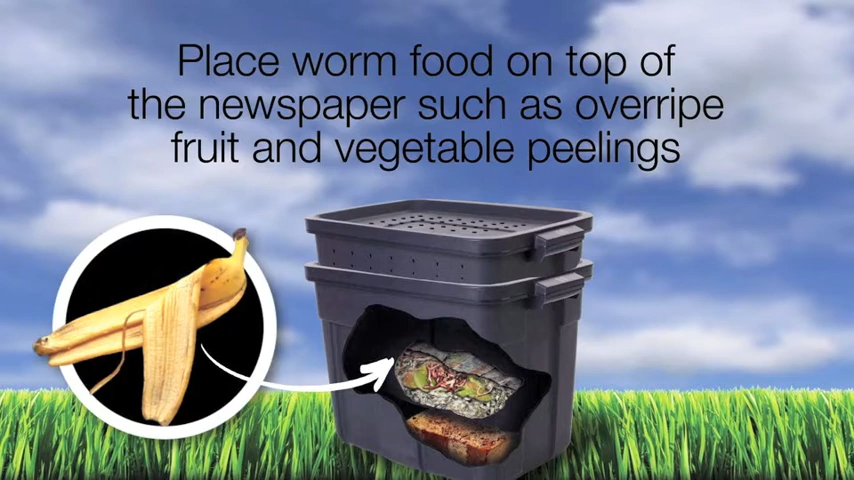 Place worm food on top of
the newspaper such as overripe
fruit and vegetable peelings